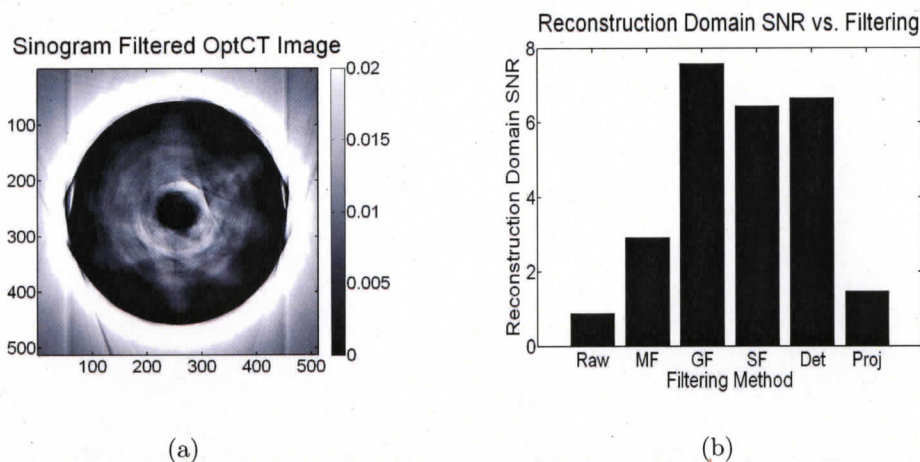 Sinogram Filtered OptCT Image
100
200
300
400
500
100 200 300 400 500
0.02
0.015
0.01
0.005
0
(a)
Reconstruction Domain SNR vs. Filtering
Reconstruction Domain SNR
8
6
4
2
0
Raw MF GF SF Det Proj
Filtering Method
(b)